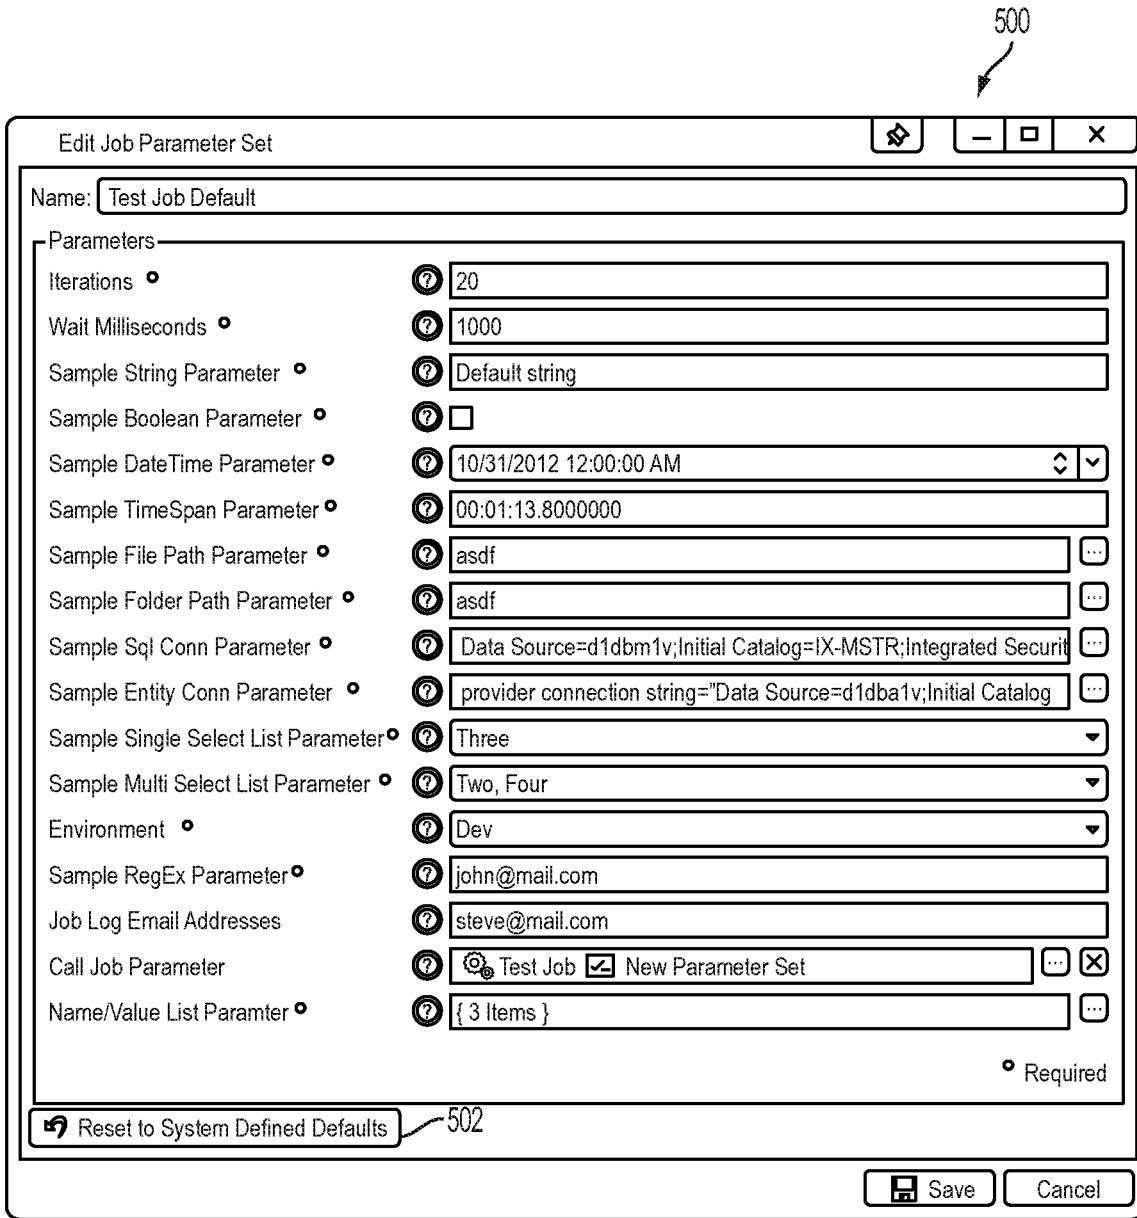 500
Edit Job Parameter Set
Name: Test Job Default
Parameters
Iterations 20
Wait Milliseconds 1000
Sample String Parameter Default string
Sample Boolean Parameter
Sample DateTime Parameter 10/31/2012 12:00:00 AM
Sample TimeSpan Parameter 00:01:13.8000000
Sample File Path Parameter asdf
Sample Folder Path Parameter asdf
Sample Sql Conn Parameter Data Source=d1dbm1v;Initial Catalog=IX-MSTR;Integrated Securit
Sample Entity Conn Parameter provider connection string="Data Source=d1dba1v;Initial Catalog
Sample Single Select List Parameter Three
Sample Multi Select List Parameter Two, Four
Environment Dev
Sample RegEx Parameter john@mail.com
Job Log Email Addresses steve@mail.com
Call Job Parameter Test Job New Parameter Set
Name/Value List Paramter { 3 Items }
Required
Reset to System Defined Defaults 502
Save Cancel